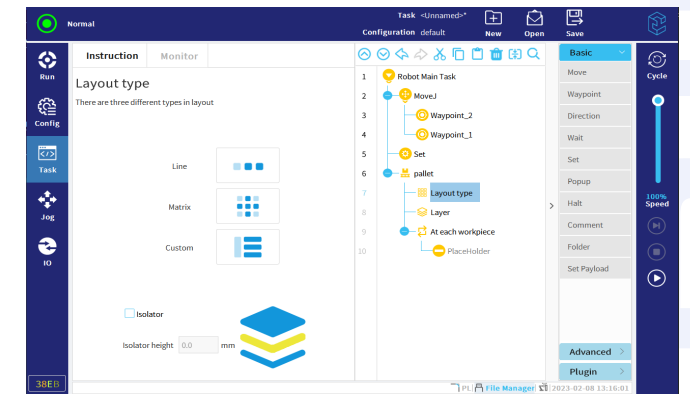 Normal
Task <Unnamed>*
Configuration default
New
Open
Save
Run
Config
Task
Jog
IO
38EB
Instruction
Monitor
Layout type
There are three different types in layout
Line
Matrix
Custom
Isolator
Isolator height 0.0 mm
1 Robot Main Task
2 MoveJ
3 Waypoint_2
4 Waypoint_1
5 Set
6 pallet
7 Layout type
8 Layer
9 At each workpiece
10 PlaceHolder
Basic
Move
Waypoint
Direction
Wait
Set
Popup
Halt
Comment
Folder
Set Payload
Advanced >
Plugin >
Cycle
100%
Speed
PL File Manager 2023-02-08 13:16:01